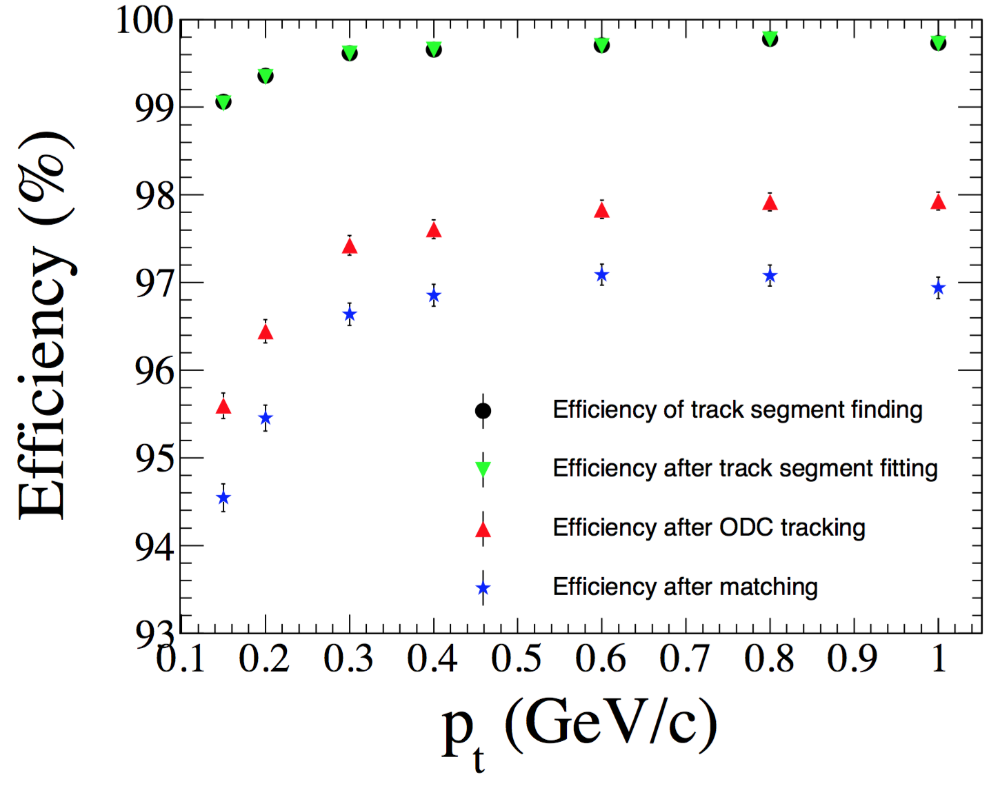 Efficiency (%)
100
99
98
97
96
95
94
93
Efficiency of track segment finding
Efficiency after track segment fitting
Efficiency after ODC tracking
Efficiency after matching
0.1 0.2 0.3 0.4 0.5 0.6 0.7 0.8 0.9 1
pt (GeV/c)